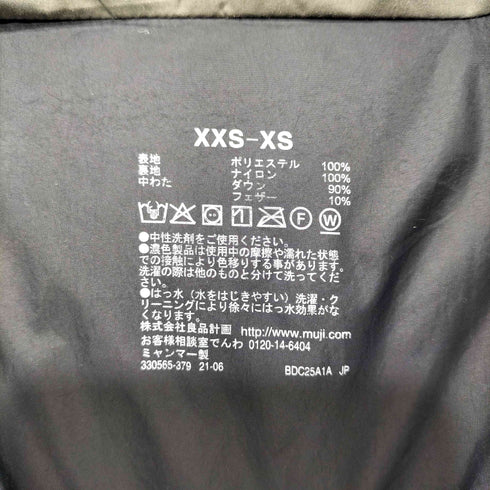 XXS-XS
表地 ポリエステル 100%
裏地 ナイロン 100%
中わた ダウン 90%
フェザー 10%
F W
●中性洗剤をご使用ください。
●濃色製品は使用中の摩擦や濡れた状態
での接触により色移りする事があります。
洗濯の際は他のものと分けて洗ってくだ
さい。
●はっ水（水をはじきやすい）洗濯・ク
リーニングにより徐々にはっ水効果がな
くなります。
株式会社良品計画 http://www.muji.com
お客様相談室でんわ 0120-14-6404
ミャンマー製
330565-379 21-06 BDC25A1A JP